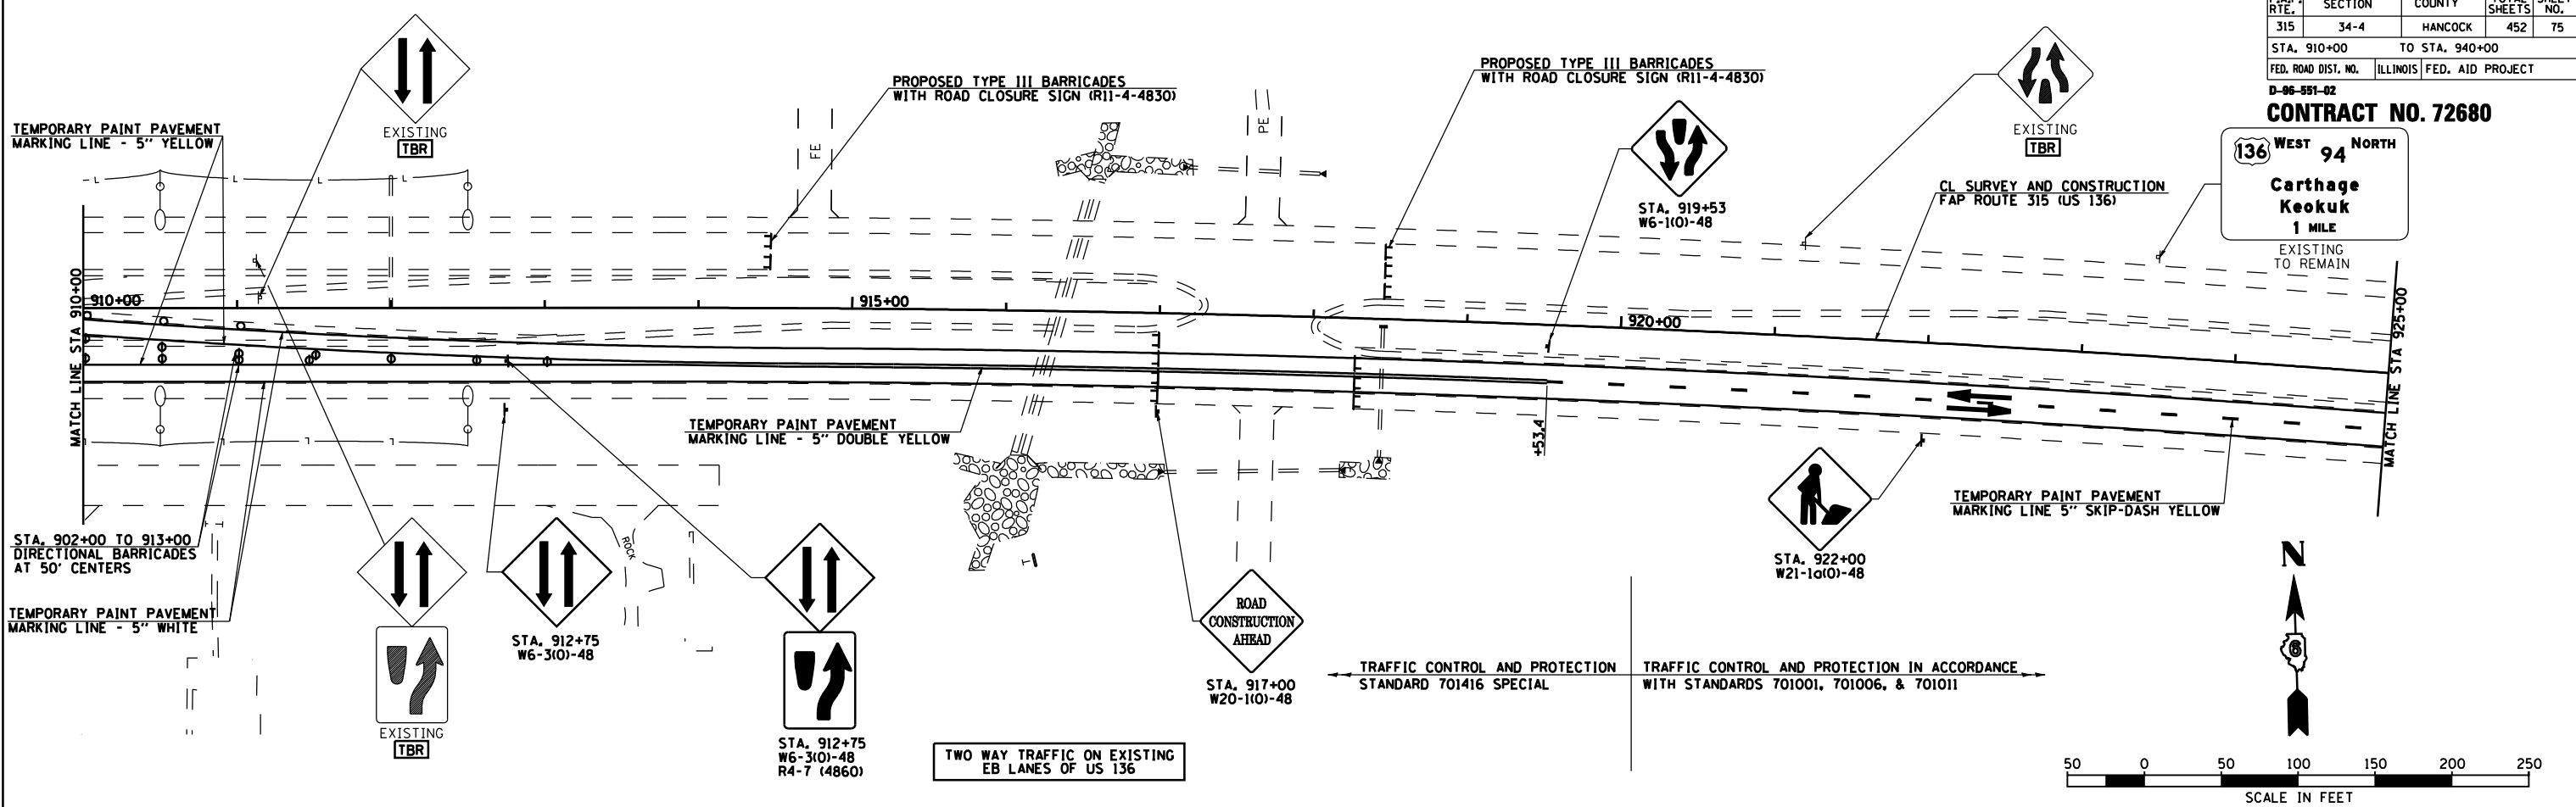 RTE.
SECTION
COUNTY
TOTAL
SHEETS
SHEET
NO.
315
34-4
HANCOCK
452
75
STA. 910+00 TO STA. 940+00
FED. ROAD DIST. NO.
ILLINOIS
FED. AID PROJECT
D-96-551-02
CONTRACT NO. 72680
136 WEST 94 NORTH
Carthage
Keokuk
1 MILE
EXISTING
TO REMAIN
EXISTING
TBR
TEMPORARY PAINT PAVEMENT
MARKING LINE - 5" YELLOW
PROPOSED TYPE III BARRICADES
WITH ROAD CLOSURE SIGN (R11-4-4830)
FE
PE
PROPOSED TYPE III BARRICADES
WITH ROAD CLOSURE SIGN (R11-4-4830)
STA. 919+53
W6-1(O)-48
EXISTING
TBR
CL SURVEY AND CONSTRUCTION
FAP ROUTE 315 (US 136)
L
L
L
L
MATCH LINE STA 910+00
910+00
915+00
920+00
MATCH LINE STA 925+00
+53.4
TEMPORARY PAINT PAVEMENT
MARKING LINE - 5" DOUBLE YELLOW
TEMPORARY PAINT PAVEMENT
MARKING LINE 5" SKIP-DASH YELLOW
STA. 902+00 TO 913+00
DIRECTIONAL BARRICADES
AT 50' CENTERS
TEMPORARY PAINT PAVEMENT
MARKING LINE - 5" WHITE
ROCK
T
EXISTING
TBR
STA. 912+75
W6-3(O)-48
STA. 912+75
W6-3(O)-48
R4-7 (4860)
ROAD
CONSTRUCTION
AHEAD
STA. 917+00
W20-1(O)-48
STA. 922+00
W21-1a(O)-48
TRAFFIC CONTROL AND PROTECTION
STANDARD 701416 SPECIAL
TRAFFIC CONTROL AND PROTECTION IN ACCORDANCE
WITH STANDARDS 701001, 701006, & 701011
TWO WAY TRAFFIC ON EXISTING
EB LANES OF US 136
N
6
50 0 50 100 150 200 250
SCALE IN FEET